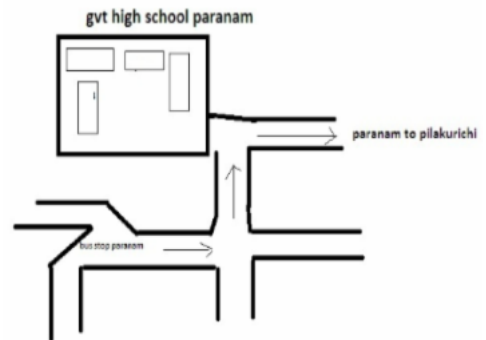 gvt high school paranam
paranam to pilakurichi
bus stop paranam